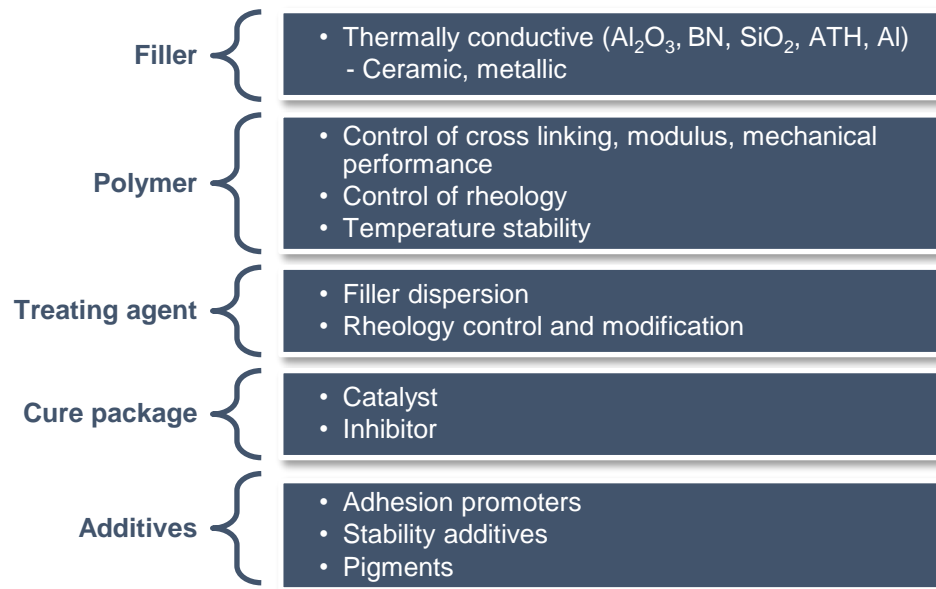 Filler
• Thermally conductive (Al₂O₃, BN, SiO₂, ATH, Al)
- Ceramic, metallic
Polymer
• Control of cross linking, modulus, mechanical
performance
• Control of rheology
• Temperature stability
Treating agent
• Filler dispersion
• Rheology control and modification
Cure package
• Catalyst
• Inhibitor
Additives
• Adhesion promoters
• Stability additives
• Pigments